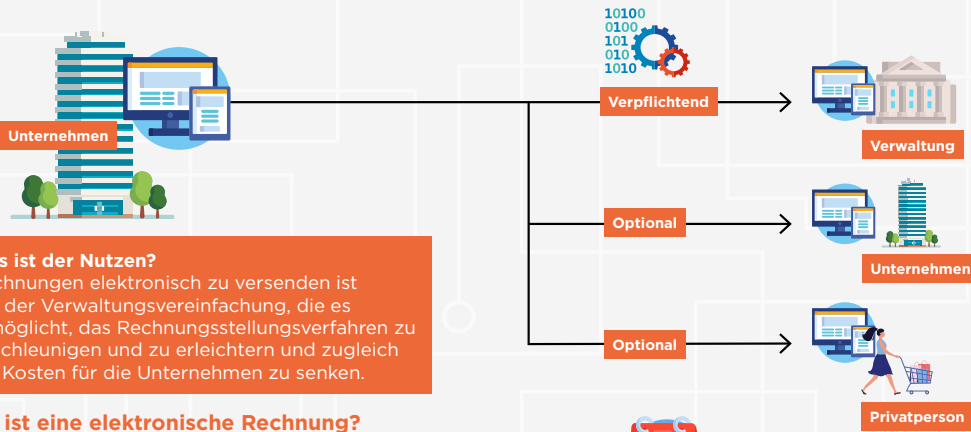 10100
0100
101
010
1010
Unternehmen
Verpflichtend
Verwaltung
Optional
Unternehmen
Optional
Privatperson
s ist der Nutzen?
chnungen elektronisch zu versenden ist
der Verwaltungsvereinfachung, die es
möglicht, das Rechnungsstellungsverfahren zu
schleunigen und zu erleichtern und zugleich
Kosten für die Unternehmen zu senken.
ist eine elektronische Rechnung?